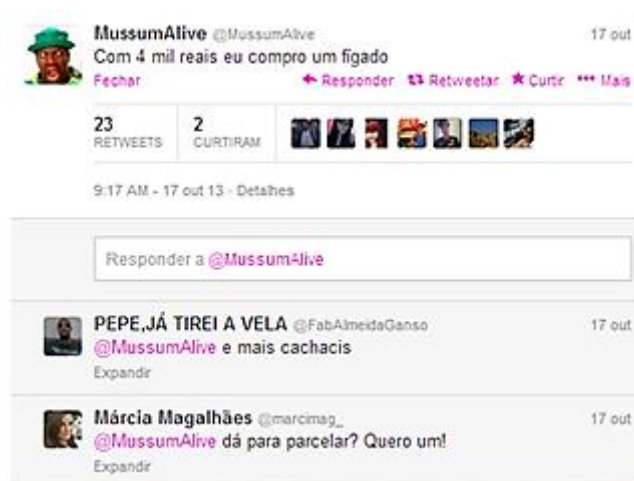 MussumAlive @MussumAlive 17 out
Com 4 mil reais eu compro um fígado
Fechar Responder Retweetar Curtir Mais
23 2
RETWEETS CURTIRAM
9:17 AM - 17 out 13 · Detalhes
Responder a @MussumAlive
PEPE,JÁ TIREI A VELA @FabAlmeidaGanso 17 out
@MussumAlive e mais cachacis
Expandir
Márcia Magalhães @marcimag_ 17 out
@MussumAlive dá para parcelar? Quero um!
Expandir